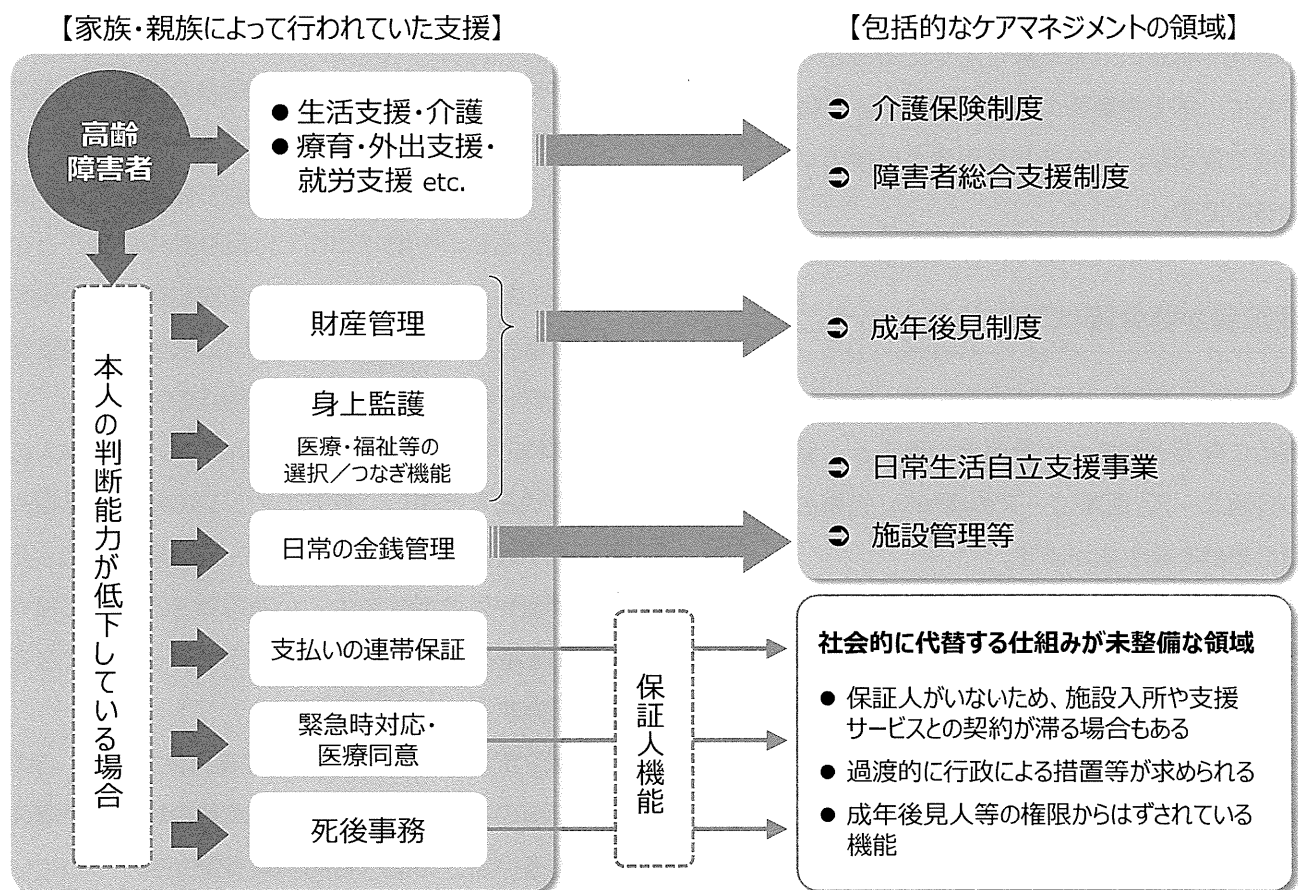 【家族・親族によって行われていた支援】
【包括的なケアマネジメントの領域】
高齢
障害者
● 生活支援・介護
● 療育・外出支援・
就労支援 etc.
➲ 介護保険制度
➲ 障害者総合支援制度
本人の判断能力が低下している場合
財産管理
身上監護
医療・福祉等の
選択／つなぎ機能
➲ 成年後見制度
日常の金銭管理
➲ 日常生活自立支援事業
➲ 施設管理等
支払いの連帯保証
緊急時対応・
医療同意
死後事務
保証人機能
社会的に代替する仕組みが未整備な領域
● 保証人がいないため、施設入所や支援
サービスとの契約が滞る場合もある
● 過渡的に行政による措置等が求められる
● 成年後見人等の権限からはずされている
機能